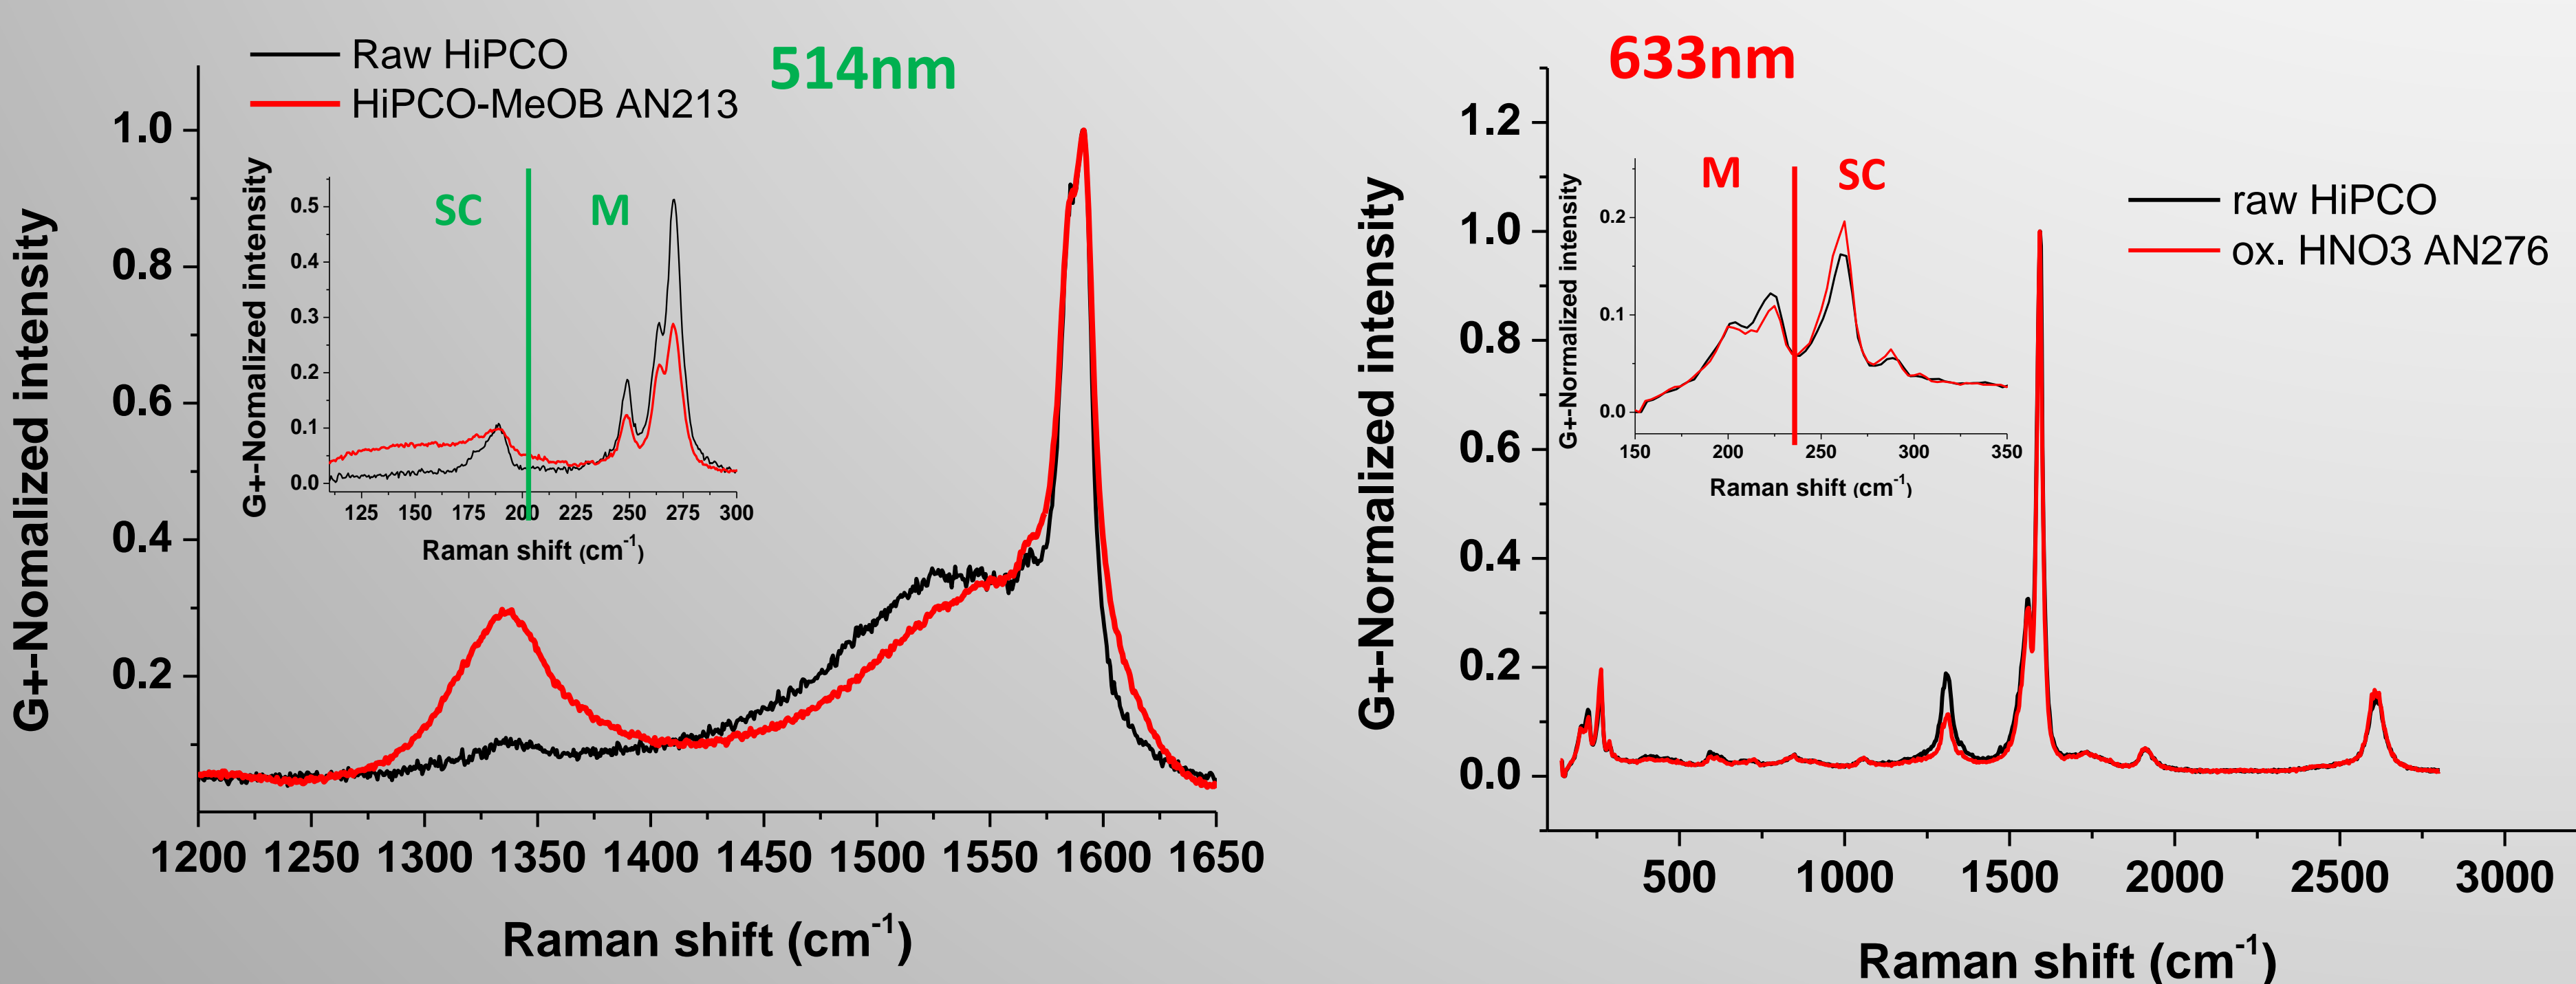 Raw HiPCO
HiPCO-MeOB AN213
514nm
G+-Nomalized intensity
1.0
0.8
0.6
0.4
0.2
1200 1250 1300 1350 1400 1450 1500 1550 1600 1650
Raman shift (cm-1)
G+-Nomalized intensity
SC
M
0.5
0.4
0.3
0.2
0.1
0.0
125 150 175 200 225 250 275 300
Raman shift (cm-1)
633nm
raw HiPCO
ox. HNO3 AN276
G+-Normalized intensity
1.2
1.0
0.8
0.6
0.4
0.2
0.0
500 1000 1500 2000 2500 3000
Raman shift (cm-1)
G+-Normalized intensity
M
SC
0.2
0.1
0.0
150 200 250 300 350
Raman shift (cm-1)